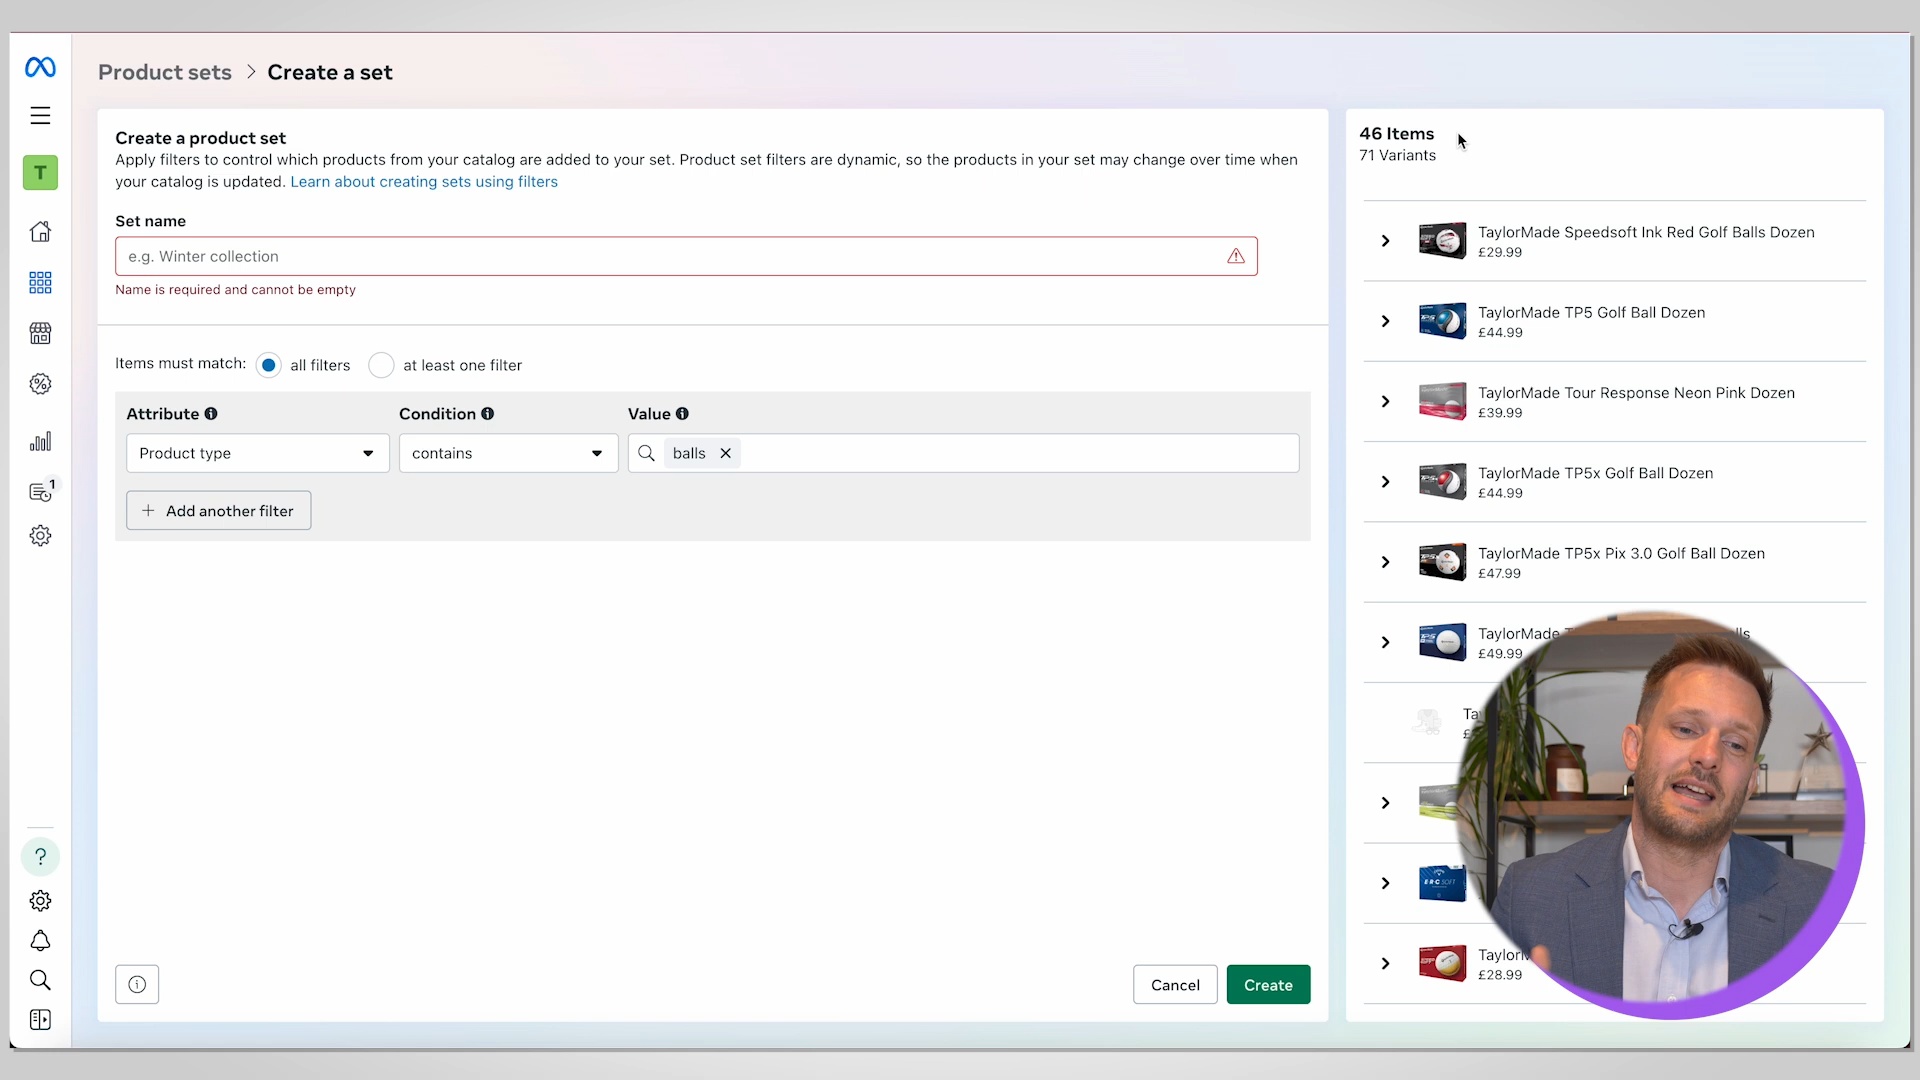 Product sets > Create a set
T
1
?
Create a product set
Apply filters to control which products from your catalog are added to your set. Product set filters are dynamic, so the products in your set may change over time when
your catalog is updated. Learn about creating sets using filters
Set name
e.g. Winter collection
Name is required and cannot be empty
Items must match: all filters at least one filter
Attribute Condition Value
Product type contains balls
+ Add another filter
Cancel Create
46 Items
71 Variants
TaylorMade Speedsoft Ink Red Golf Balls Dozen
£29.99
TaylorMade TP5 Golf Ball Dozen
£44.99
TaylorMade Tour Response Neon Pink Dozen
£39.99
TaylorMade TP5x Golf Ball Dozen
£44.99
TaylorMade TP5x Pix 3.0 Golf Ball Dozen
£47.99
TaylorMade
£49.99
ERC SOFT
£28.99